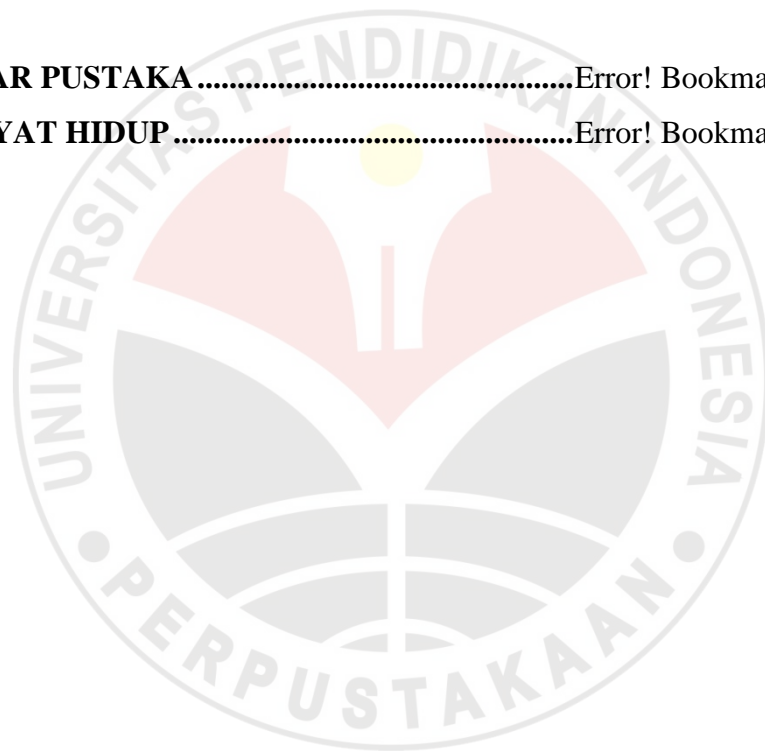 AR PUSTAKA..................................................Error! Bookma
YAT HIDUP..................................................Error! Bookma
UNIVERSITAS PENDIDIKAN INDONESIA
PERPUSTAKAAN